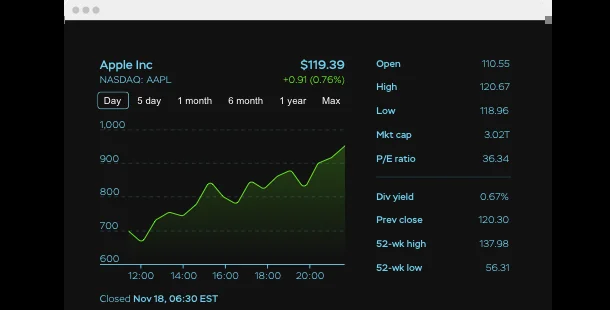 Apple Inc $119.39
NASDAQ: AAPL +0.91 (0.76%)
Day 5 day 1 month 6 month 1 year Max
1,000
900
800
700
600
12:00 14:00 16:00 18:00 20:00
Closed Nov 18, 06:30 EST
Open 110.55
High 120.67
Low 118.96
Mkt cap 3.02T
P/E ratio 36.34
Div yield 0.67%
Prev close 120.30
52-wk high 137.98
52-wk low 56.31